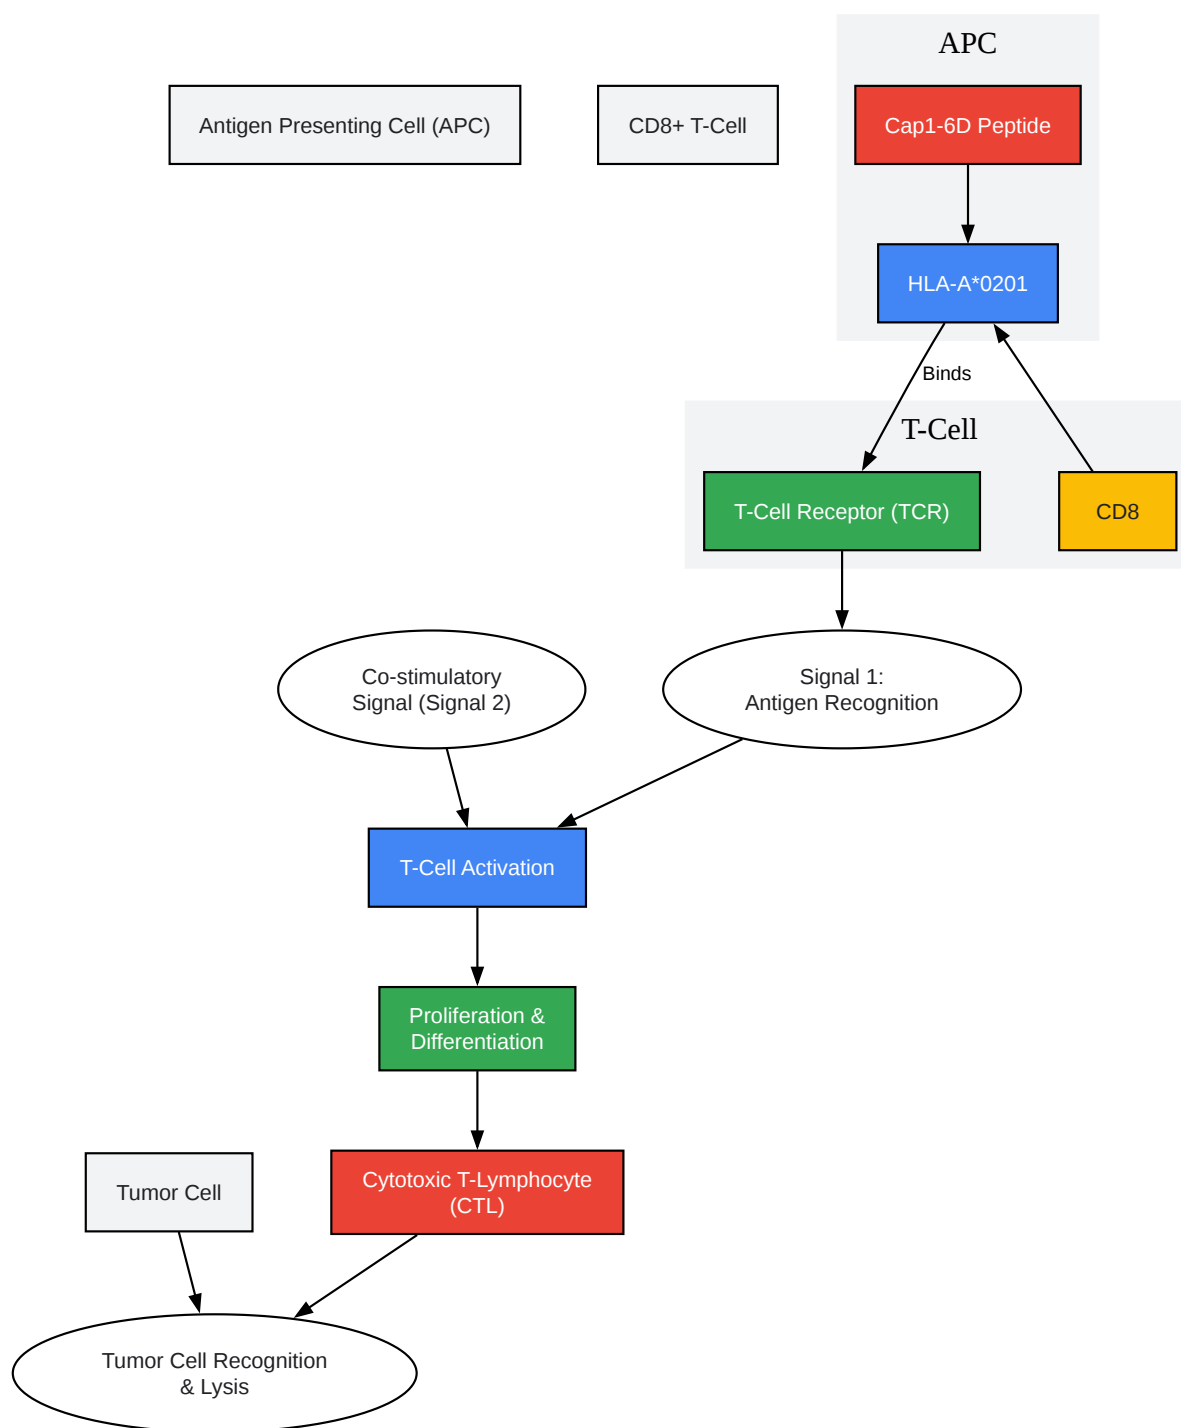 APC
Antigen Presenting Cell (APC)
CD8+ T-Cell
Cap1-6D Peptide
HLA-A*0201
Binds
T-Cell
T-Cell Receptor (TCR)
CD8
Co-stimulatory
Signal (Signal 2)
Signal 1:
Antigen Recognition
T-Cell Activation
Proliferation &
Differentiation
Tumor Cell
Cytotoxic T-Lymphocyte
(CTL)
Tumor Cell Recognition
& Lysis